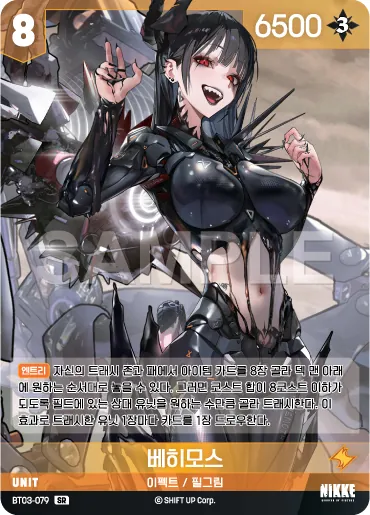 8
6500 3
SAMPLE
엔트리 자신의 트래시 존과 패에서 아이템 카드를 8장 골라 덱 맨 아래
에 원하는 순서대로 놓을 수 있다. 그러면 코스트 합이 8코스트 이하가
되도록 필드에 있는 상대 유닛을 원하는 수만큼 골라 트래시한다. 이
효과로 트래시한 유닛 1장마다 카드를 1장 드로우한다.
베히모스
UNIT
이펙트 / 필그림
BT03-079 SR
© SHIFT UP Corp.
NIKKE